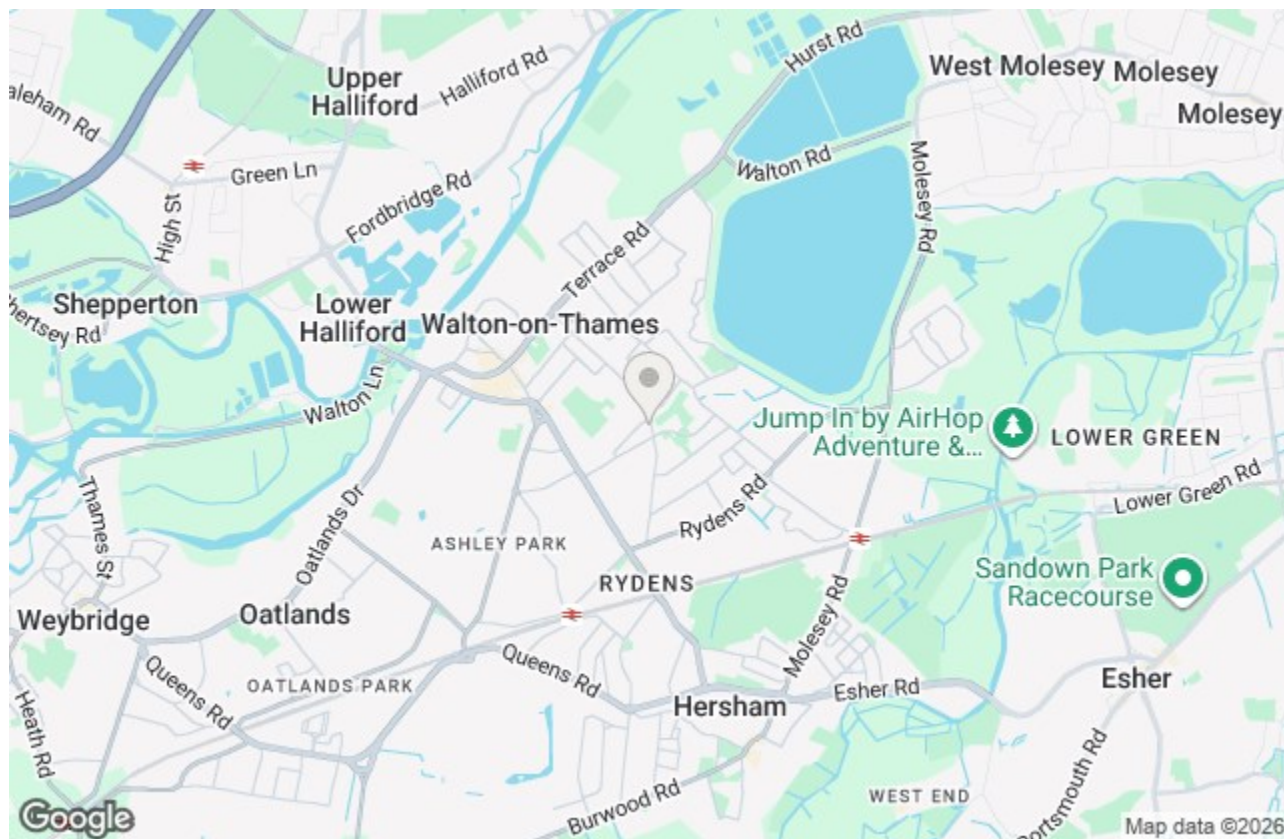 Hurst Rd
West Molesey
Molesey
Molesey
Upper
Halliford
Halliford Rd
aleham Rd
Green Ln
Walton Rd
Molesey Rd
High St
Fordbridge Rd
Terrace Rd
Shepperton
Lower
Halliford
hertsey Rd
Walton-on-Thames
Walton Ln
Jump In by AirHop
Adventure &...
LOWER GREEN
Lower Green Rd
Thames St
Oatlands Dr
Rydens Rd
ASHLEY PARK
RYDENS
Sandown Park
Racecourse
Weybridge
Oatlands
Molesey Rd
Queens Rd
Queens Rd
OATLANDS PARK
Heath Rd
Hersham
Esher Rd
Esher
Portsmouth Rd
Burwood Rd
WEST END
Google
Map data ©2026